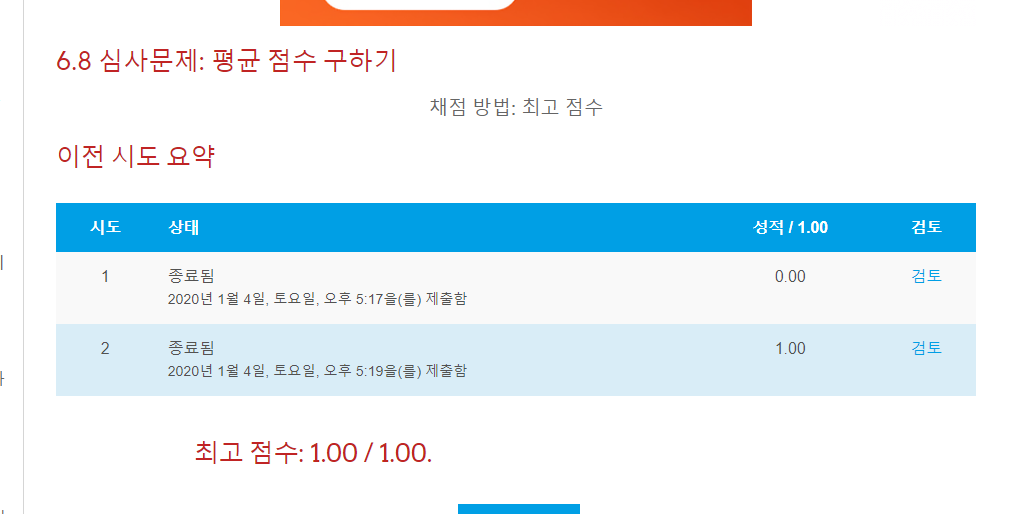 6.8 심사문제: 평균 점수 구하기
채점 방법: 최고 점수
이전 시도 요약
시도 상태 성적 / 1.00 검토
1 종료됨 0.00 검토
2020년 1월 4일, 토요일, 오후 5:17을(를) 제출함
2 종료됨 1.00 검토
2020년 1월 4일, 토요일, 오후 5:19을(를) 제출함
최고 점수: 1.00 / 1.00.